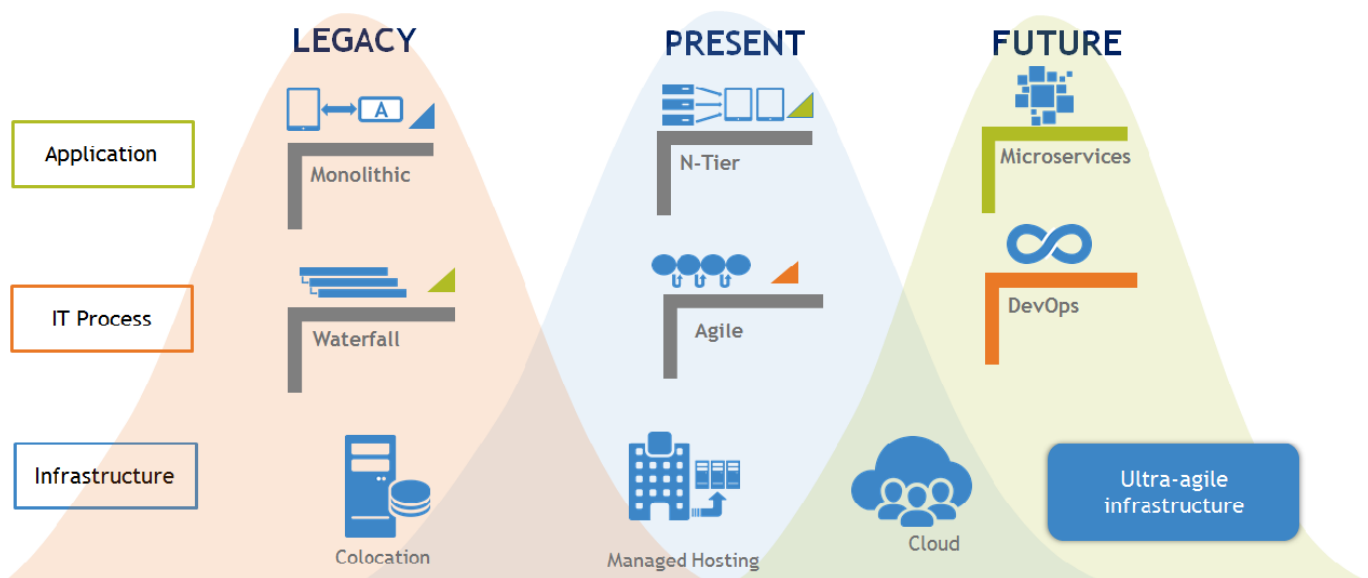 LEGACY
PRESENT
FUTURE
A
Application
Monolithic
N-Tier
Microservices
IT Process
Waterfall
Agile
DevOps
Infrastructure
Colocation
Managed Hosting
Cloud
Ultra-agile
infrastructure